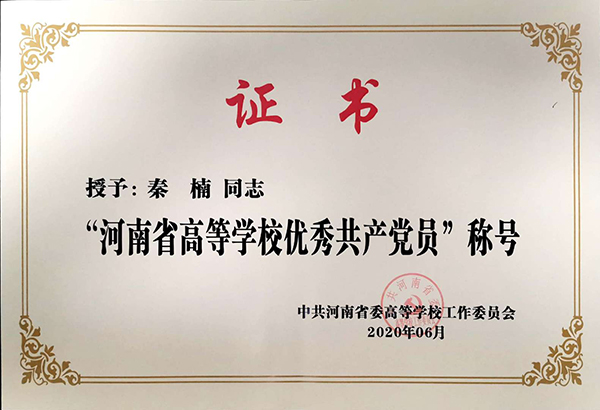 证 书
授予：秦 楠 同志
“河南省高等学校优秀共产党员”称号
中共河南省委高等学校工作委员会
2020年06月